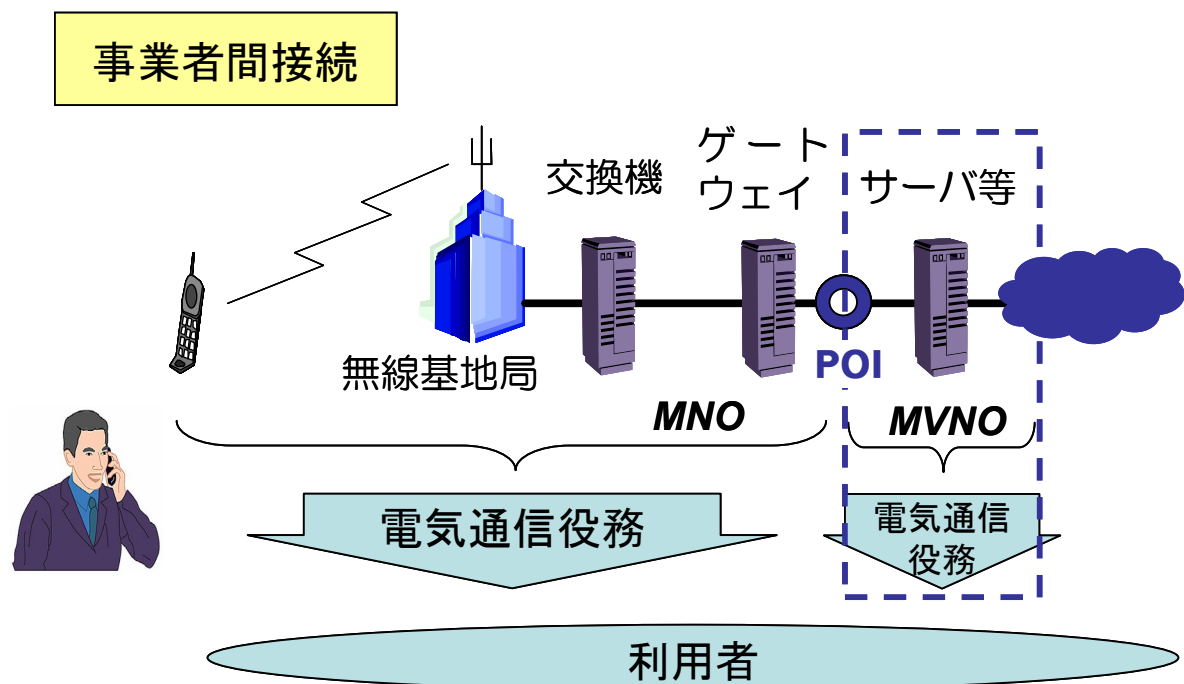 事業者間接続
交換機
ゲート
ウェイ
サーバ等
無線基地局
POI
MNO
MVNO
電気通信役務
電気通信
役務
利用者